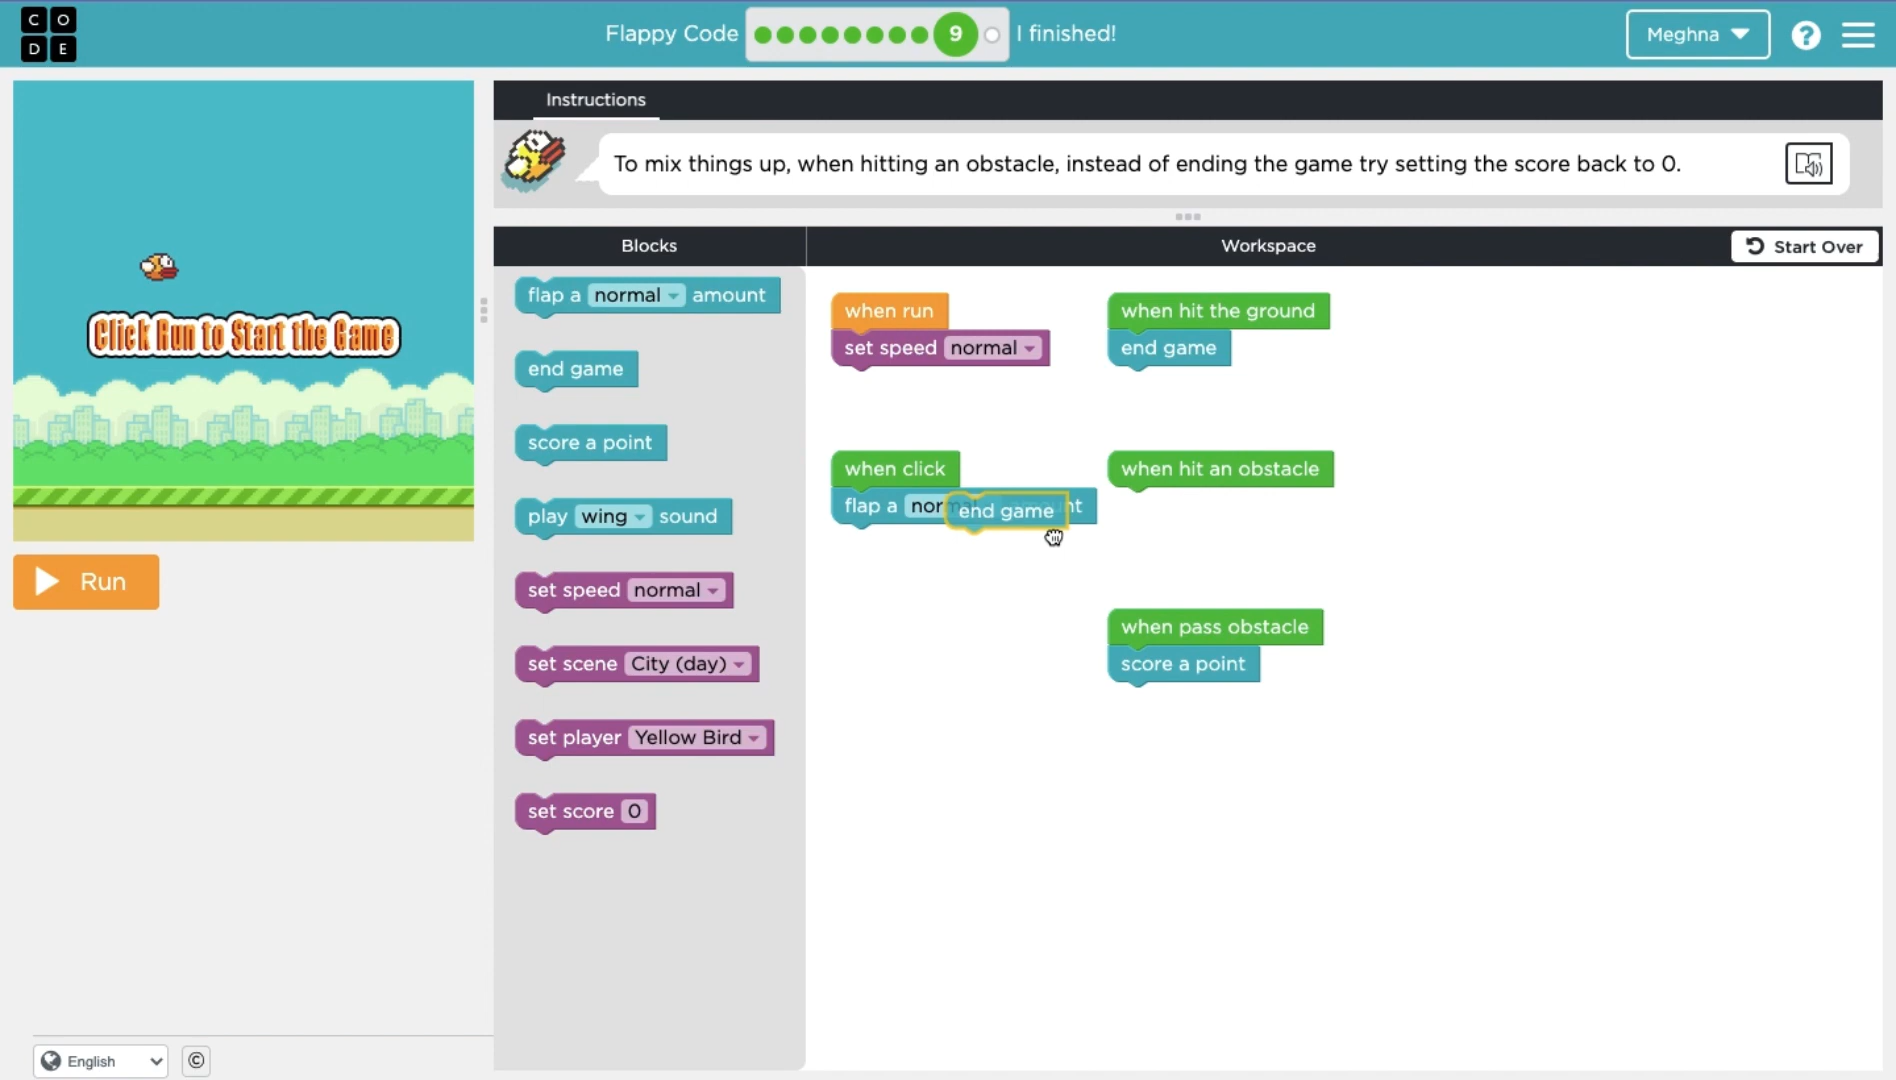 C O
D E
Flappy Code
9
I finished!
Meghna
?
Click Run to Start the Game
Run
Instructions
To mix things up, when hitting an obstacle, instead of ending the game try setting the score back to 0.
Blocks
Workspace
Start Over
flap a normal amount
end game
score a point
play wing sound
set speed normal
set scene City (day)
set player Yellow Bird
set score 0
when run
set speed normal
when hit the ground
end game
when click
flap a nor
end game
when hit an obstacle
when pass obstacle
score a point
English
©